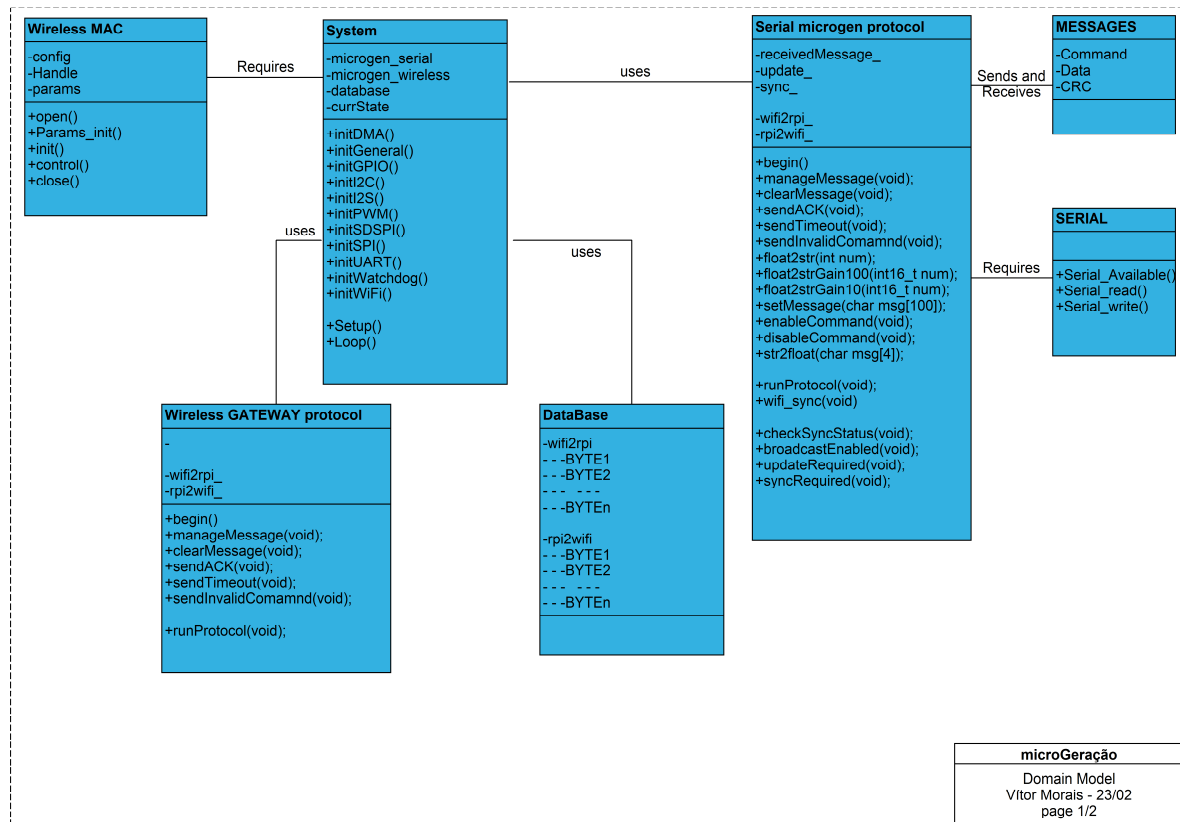 Wireless MAC
-config
-Handle
-params
+open()
+Params_init()
+init()
+control()
+close()
Requires
System
-microgen_serial
-microgen_wireless
-database
-currState
+initDMA()
+initGeneral()
+initGPIO()
+initI2C()
+initI2S()
+initPWM()
+initSDSPI()
+initSPI()
+initUART()
+initWatchdog()
+initWiFi()
+Setup()
+Loop()
uses
Serial microgen protocol
-receivedMessage_
-update_
-sync_
-wifi2rpi_
-rpi2wifi_
+begin()
+manageMessage(void);
+clearMessage(void);
+sendACK(void);
+sendTimeout(void);
+sendInvalidComamnd(void);
+float2str(int num);
+float2strGain100(int16_t num);
+float2strGain10(int16_t num);
+setMessage(char msg[100]);
+enableCommand(void);
+disableCommand(void);
+str2float(char msg[4]);
+runProtocol(void);
+wifi_sync(void)
+checkSyncStatus(void);
+broadcastEnabled(void);
+updateRequired(void);
+syncRequired(void);
Sends and
Receives
MESSAGES
-Command
-Data
-CRC
Requires
SERIAL
+Serial_Available()
+Serial_read()
+Serial_write()
uses
uses
Wireless GATEWAY protocol
-
-wifi2rpi_
-rpi2wifi_
+begin()
+manageMessage(void);
+clearMessage(void);
+sendACK(void);
+sendTimeout(void);
+sendInvalidComamnd(void);
+runProtocol(void);
DataBase
-wifi2rpi
- - -BYTE1
- - -BYTE2
- - - - - -
- - -BYTEn
-rpi2wifi
- - -BYTE1
- - -BYTE2
- - - - - -
- - -BYTEn
microGeração
Domain Model
Vítor Morais - 23/02
page 1/2